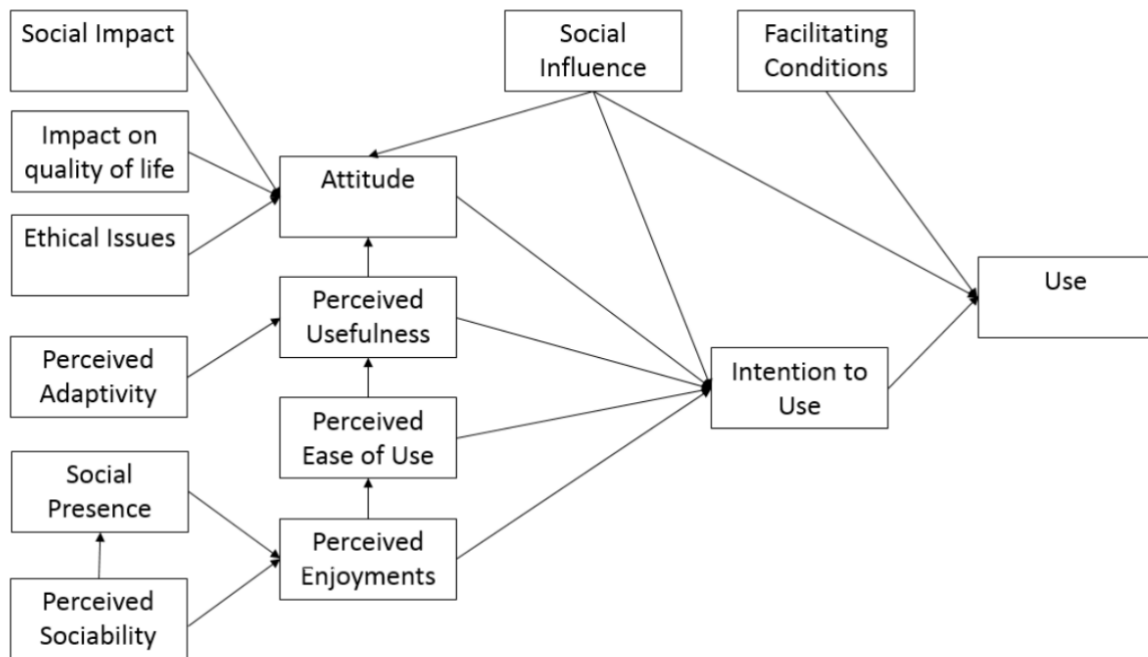 Social Impact
Social
Influence
Facilitating
Conditions
Impact on
quality of life
Attitude
Ethical Issues
Perceived
Usefulness
Use
Perceived
Adaptivity
Intention to
Use
Perceived
Ease of Use
Social
Presence
Perceived
Enjoyments
Perceived
Sociability